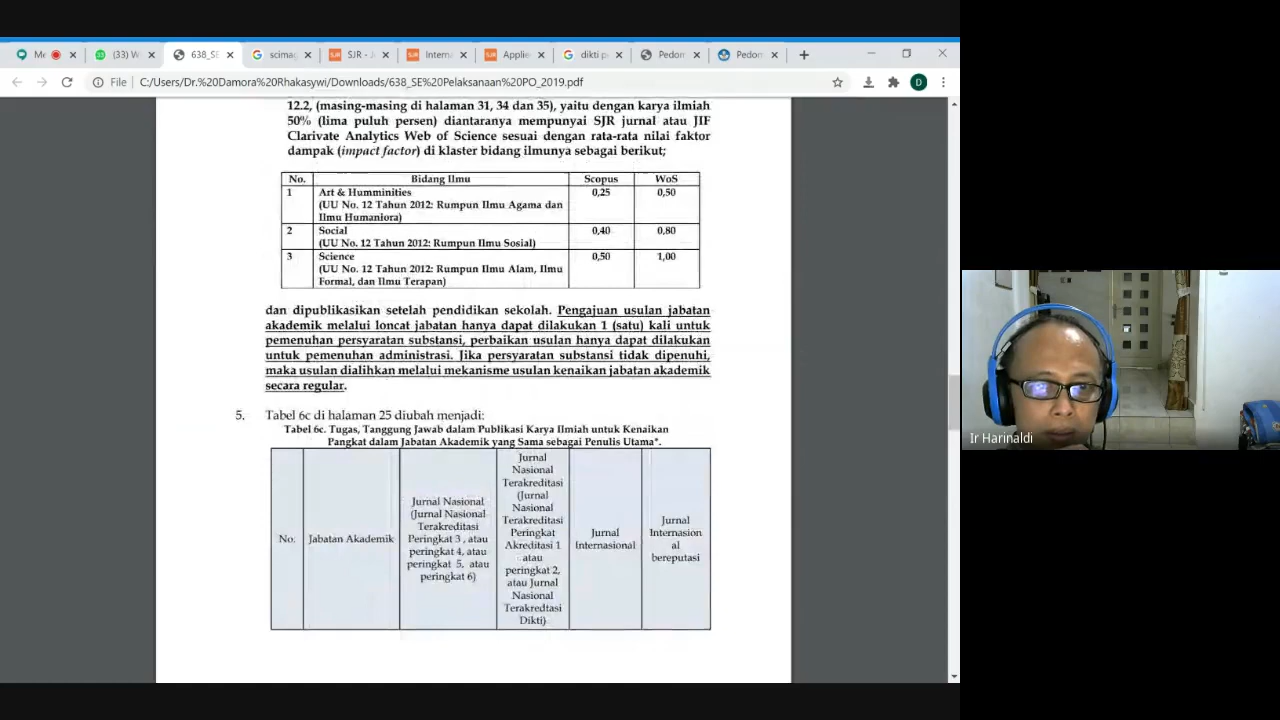 Me
(33) W
638_SE
scima
SJR - J
Intern
Applie
dikti p
Pedom
Pedom
File
C:/Users/Dr.%20Damora%20Rhakasywi/Downloads/638_SE%20Pelaksanaan%20PO_2019.pdf
D
12.2, (masing-masing di halaman 31, 34 dan 35), yaitu dengan karya ilmiah
50% (lima puluh persen) diantaranya mempunyai SJR jurnal atau JIF
Clarivate Analytics Web of Science sesuai dengan rata-rata nilai faktor
dampak (impact factor) di klaster bidang ilmunya sebagai berikut;
No. Bidang Ilmu Scopus WoS
1 Art & Humminities 0,25 0,50
(UU No. 12 Tahun 2012: Rumpun Ilmu Agama dan
Ilmu Humaniora)
2 Social 0,40 0,80
(UU No. 12 Tahun 2012: Rumpun Ilmu Sosial)
3 Science 0,50 1,00
(UU No. 12 Tahun 2012: Rumpun Ilmu Alam, Ilmu
Formal, dan Ilmu Terapan)
dan dipublikasikan setelah pendidikan sekolah. Pengajuan usulan jabatan
akademik melalui loncat jabatan hanya dapat dilakukan 1 (satu) kali untuk
pemenuhan persyaratan substansi, perbaikan usulan hanya dapat dilakukan
untuk pemenuhan administrasi. Jika persyaratan substansi tidak dipenuhi,
maka usulan dialihkan melalui mekanisme usulan kenaikan jabatan akademik
secara regular.
5. Tabel 6c di halaman 25 diubah menjadi:
Tabel 6c. Tugas, Tanggung Jawab dalam Publikasi Karya Ilmiah untuk Kenaikan
Pangkat dalam Jabatan Akademik yang Sama sebagai Penulis Utama*.
No.
Jabatan Akademik
Jurnal Nasional
(Jurnal Nasional
Terakreditasi
Peringkat 3 , atau
peringkat 4, atau
peringkat 5, atau
peringkat 6)
Jurnal
Nasional
Terakreditasi
(Jurnal
Nasional
Terakreditasi
Peringkat
Akreditasi 1
atau
peringkat 2,
atau Jurnal
Nasional
Terakredtasi
Dikti)
Jurnal
Internasional
Jurnal
Internasion
al
bereputasi
Ir Harinaldi